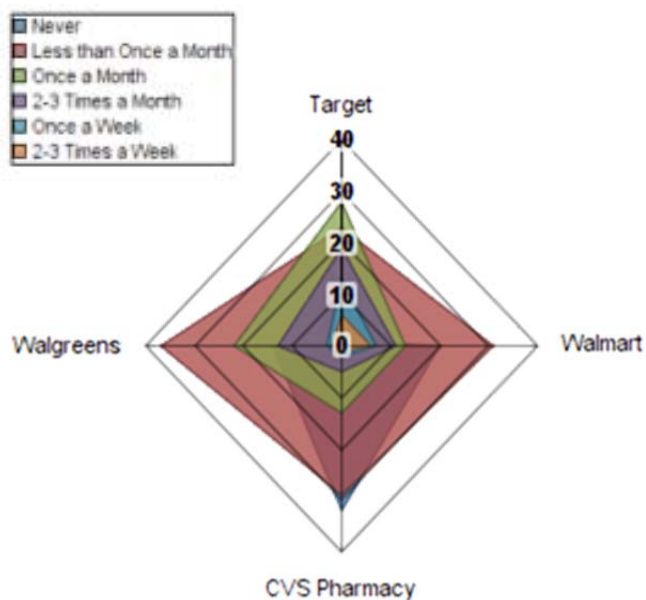 Never
Less than Once a Month
Once a Month
2-3 Times a Month
Once a Week
2-3 Times a Week
Target
40
30
20
10
0
Walgreens
Walmart
CVS Pharmacy